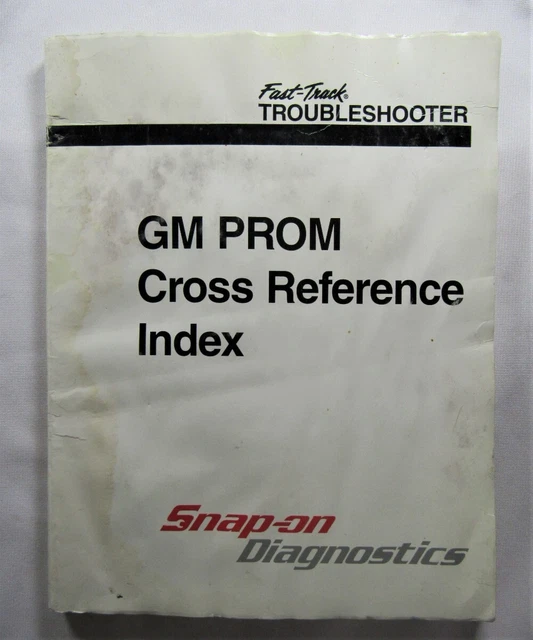 Fast-Track®
TROUBLESHOOTER
GM PROM
Cross Reference
Index
Snap-on
Diagnostics